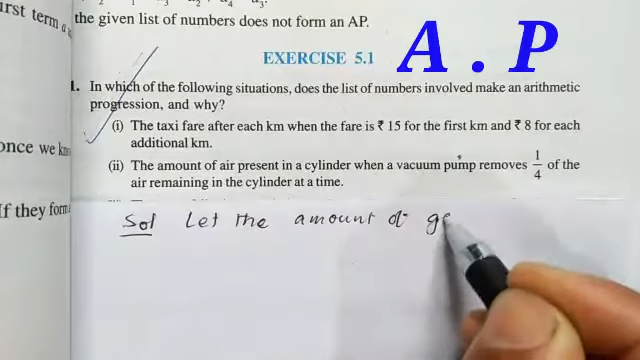 the given list of numbers does not form an AP.
irst term
EXERCISE 5.1
A . P
1. In which of the following situations, does the list of numbers involved make an arithmetic
progression, and why?
(i) The taxi fare after each km when the fare is ₹ 15 for the first km and ₹ 8 for each
additional km.
once we kno
(ii) The amount of air present in a cylinder when a vacuum pump removes 1/4 of the
air remaining in the cylinder at a time.
If they form
Sol Let the amount of